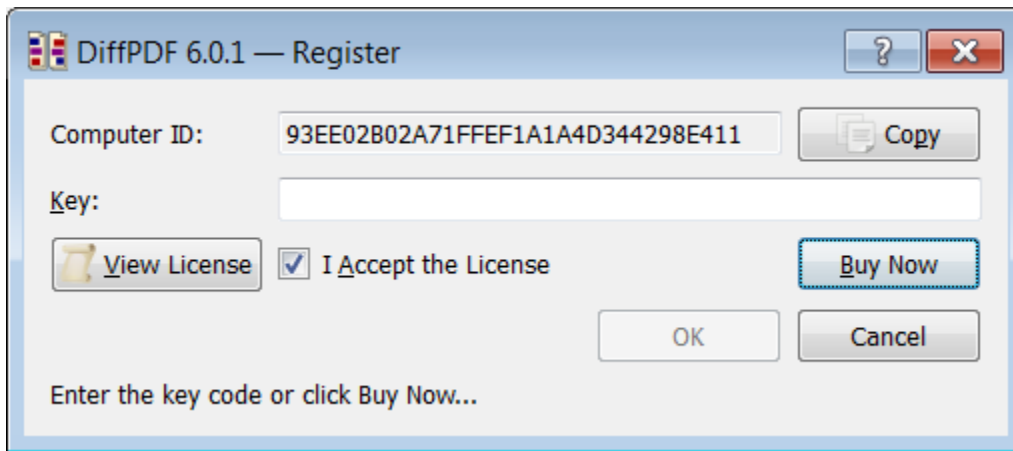 DiffPDF 6.0.1 — Register ?
Computer ID: 93EE02B02A71FFEF1A1A4D344298E411 Copy
Key:
View License I Accept the License Buy Now
OK Cancel
Enter the key code or click Buy Now...